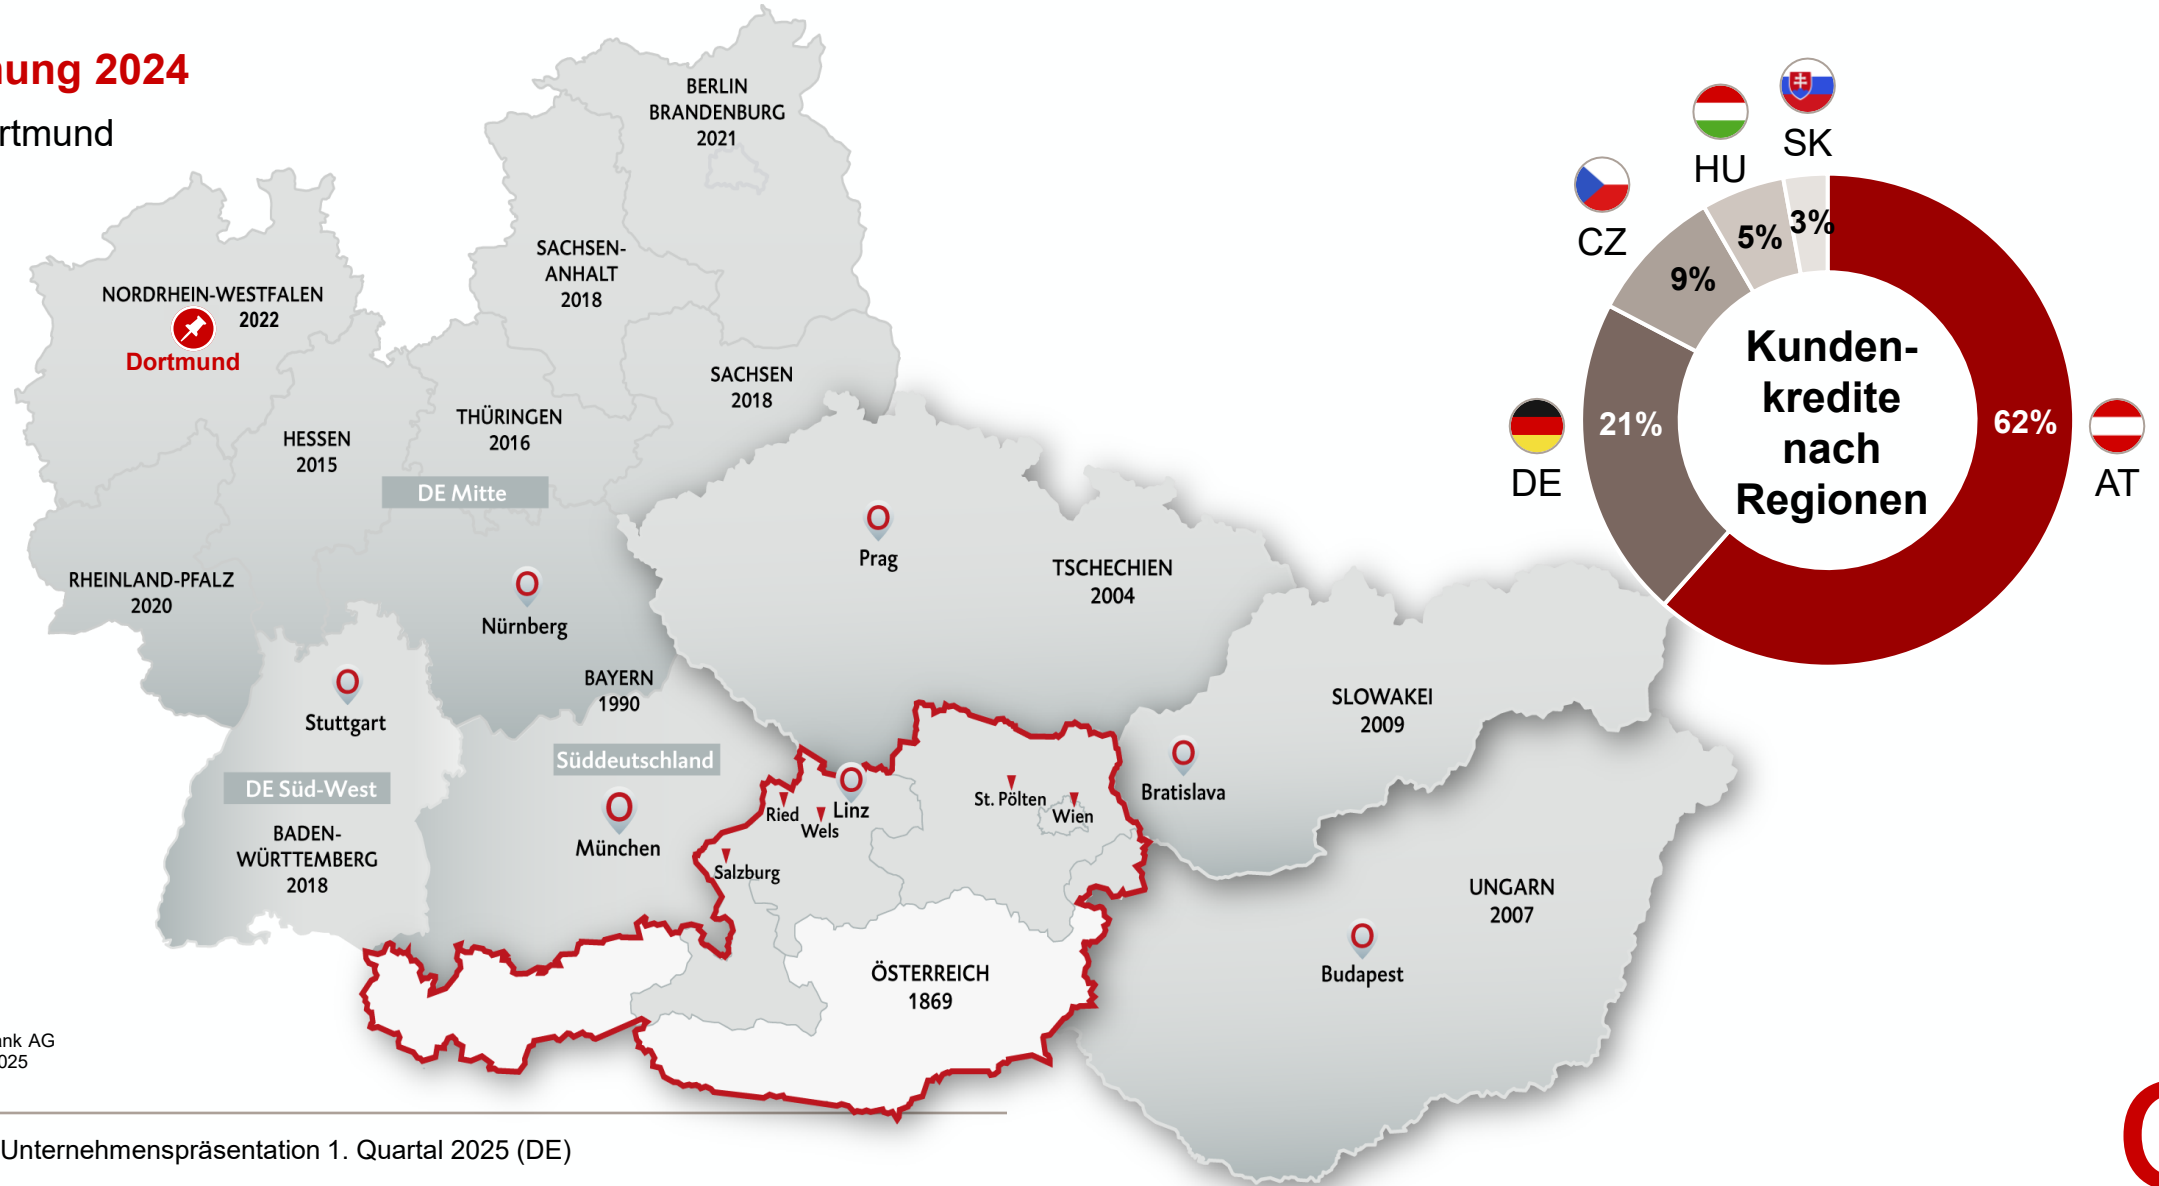 nung 2024
rtmund
BERLIN
BRANDENBURG
2021
SACHSEN-
ANHALT
2018
NORDRHEIN-WESTFALEN
2022
Dortmund
SACHSEN
2018
THÜRINGEN
2016
HESSEN
2015
DE Mitte
RHEINLAND-PFALZ
2020
Nürnberg
BAYERN
1990
Stuttgart
DE Süd-West
BADEN-
WÜRTTEMBERG
2018
Süddeutschland
München
Prag
TSCHECHIEN
2004
SLOWAKEI
2009
Bratislava
UNGARN
2007
Budapest
Ried
Wels
Linz
Salzburg
St. Pölten
Wien
ÖSTERREICH
1869
SK
HU
CZ
DE
AT
3%
5%
9%
21%
62%
Kunden-
kredite
nach
Regionen
ank AG
025
Unternehmenspräsentation 1. Quartal 2025 (DE)